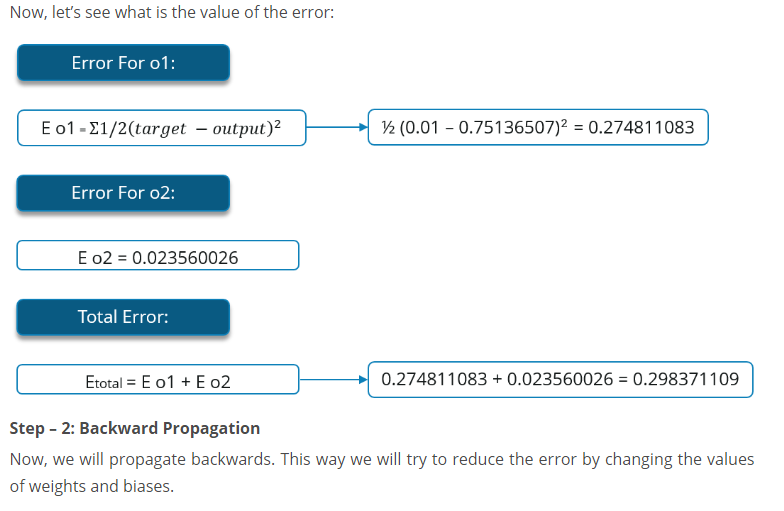 Now, let's see what is the value of the error:
Error For o1:
E o1 = Σ1/2(target − output)²
½ (0.01 – 0.75136507)² = 0.274811083
Error For o2:
E o2 = 0.023560026
Total Error:
Etotal = E o1 + E o2
0.274811083 + 0.023560026 = 0.298371109
Step – 2: Backward Propagation
Now, we will propagate backwards. This way we will try to reduce the error by changing the values
of weights and biases.